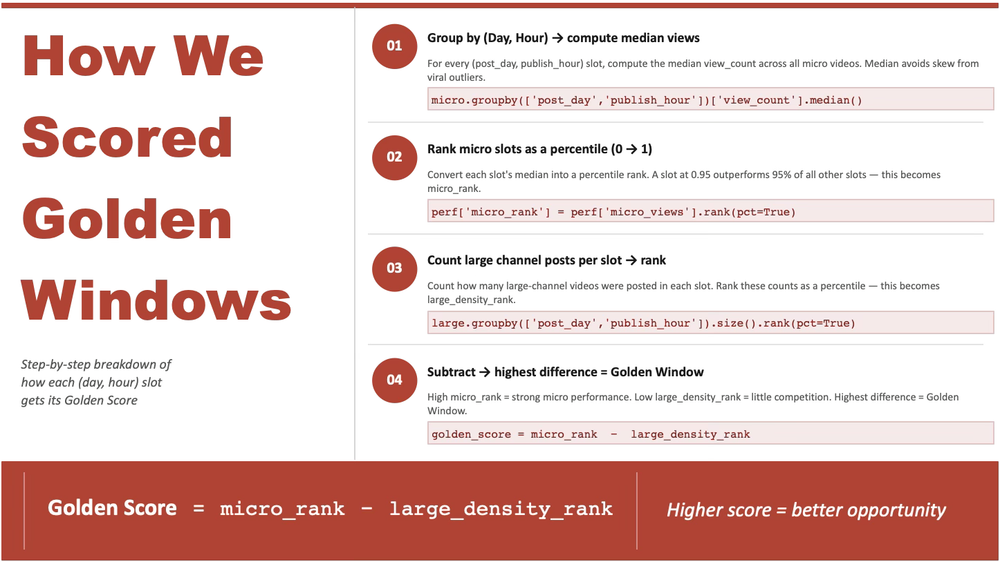 How We
Scored
Golden
Windows
Step-by-step breakdown of
how each (day, hour) slot
gets its Golden Score
01
Group by (Day, Hour) → compute median views
For every (post_day, publish_hour) slot, compute the median view_count across all micro videos. Median avoids skew from
viral outliers.
micro.groupby(['post_day','publish_hour'])['view_count'].median()
02
Rank micro slots as a percentile (0 → 1)
Convert each slot's median into a percentile rank. A slot at 0.95 outperforms 95% of all other slots — this becomes
micro_rank.
perf['micro_rank'] = perf['micro_views'].rank(pct=True)
03
Count large channel posts per slot → rank
Count how many large-channel videos were posted in each slot. Rank these counts as a percentile — this becomes
large_density_rank.
large.groupby(['post_day','publish_hour']).size().rank(pct=True)
04
Subtract → highest difference = Golden Window
High micro_rank = strong micro performance. Low large_density_rank = little competition. Highest difference = Golden
Window.
golden_score = micro_rank  –  large_density_rank
Golden Score = micro_rank – large_density_rank
Higher score = better opportunity